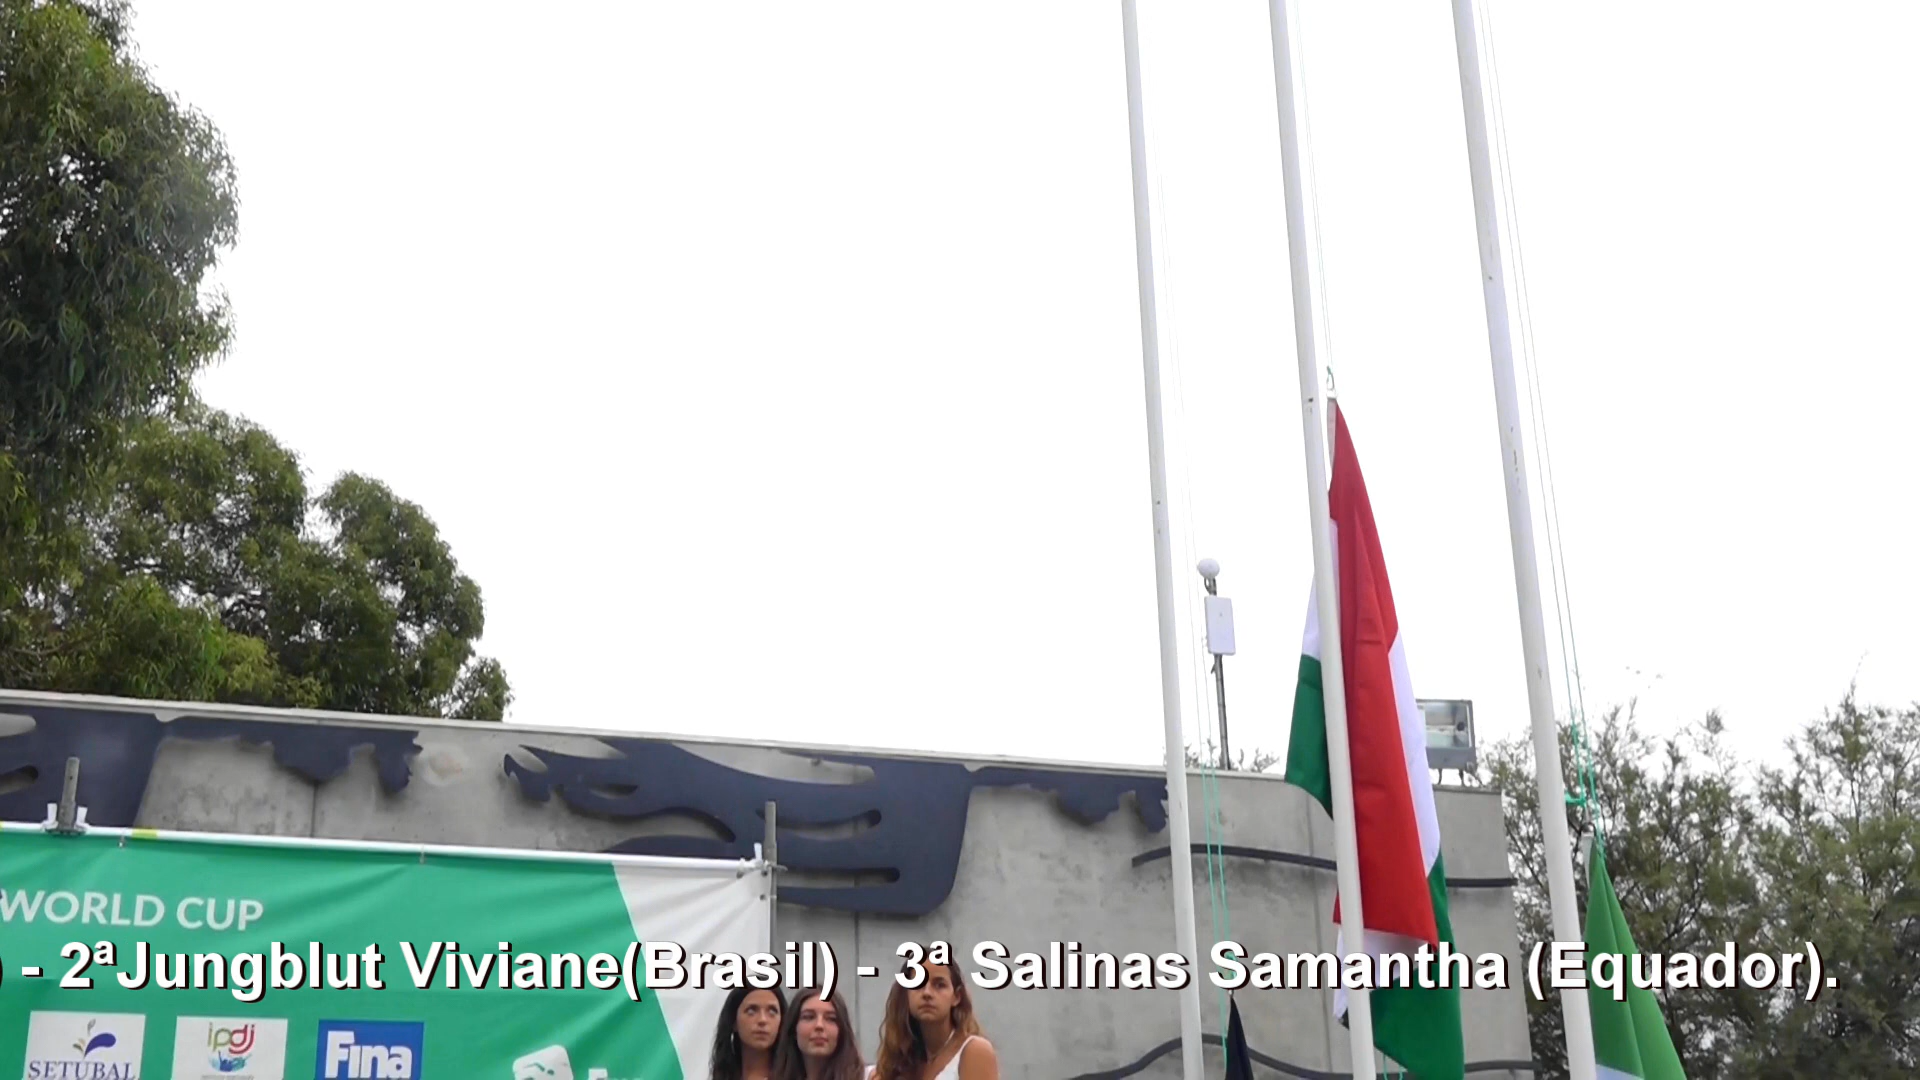 WORLD CUP
) - 2ªJungblut Viviane(Brasil) - 3ª Salinas Samantha (Equador).
SETUBAL
ipdj
Fina